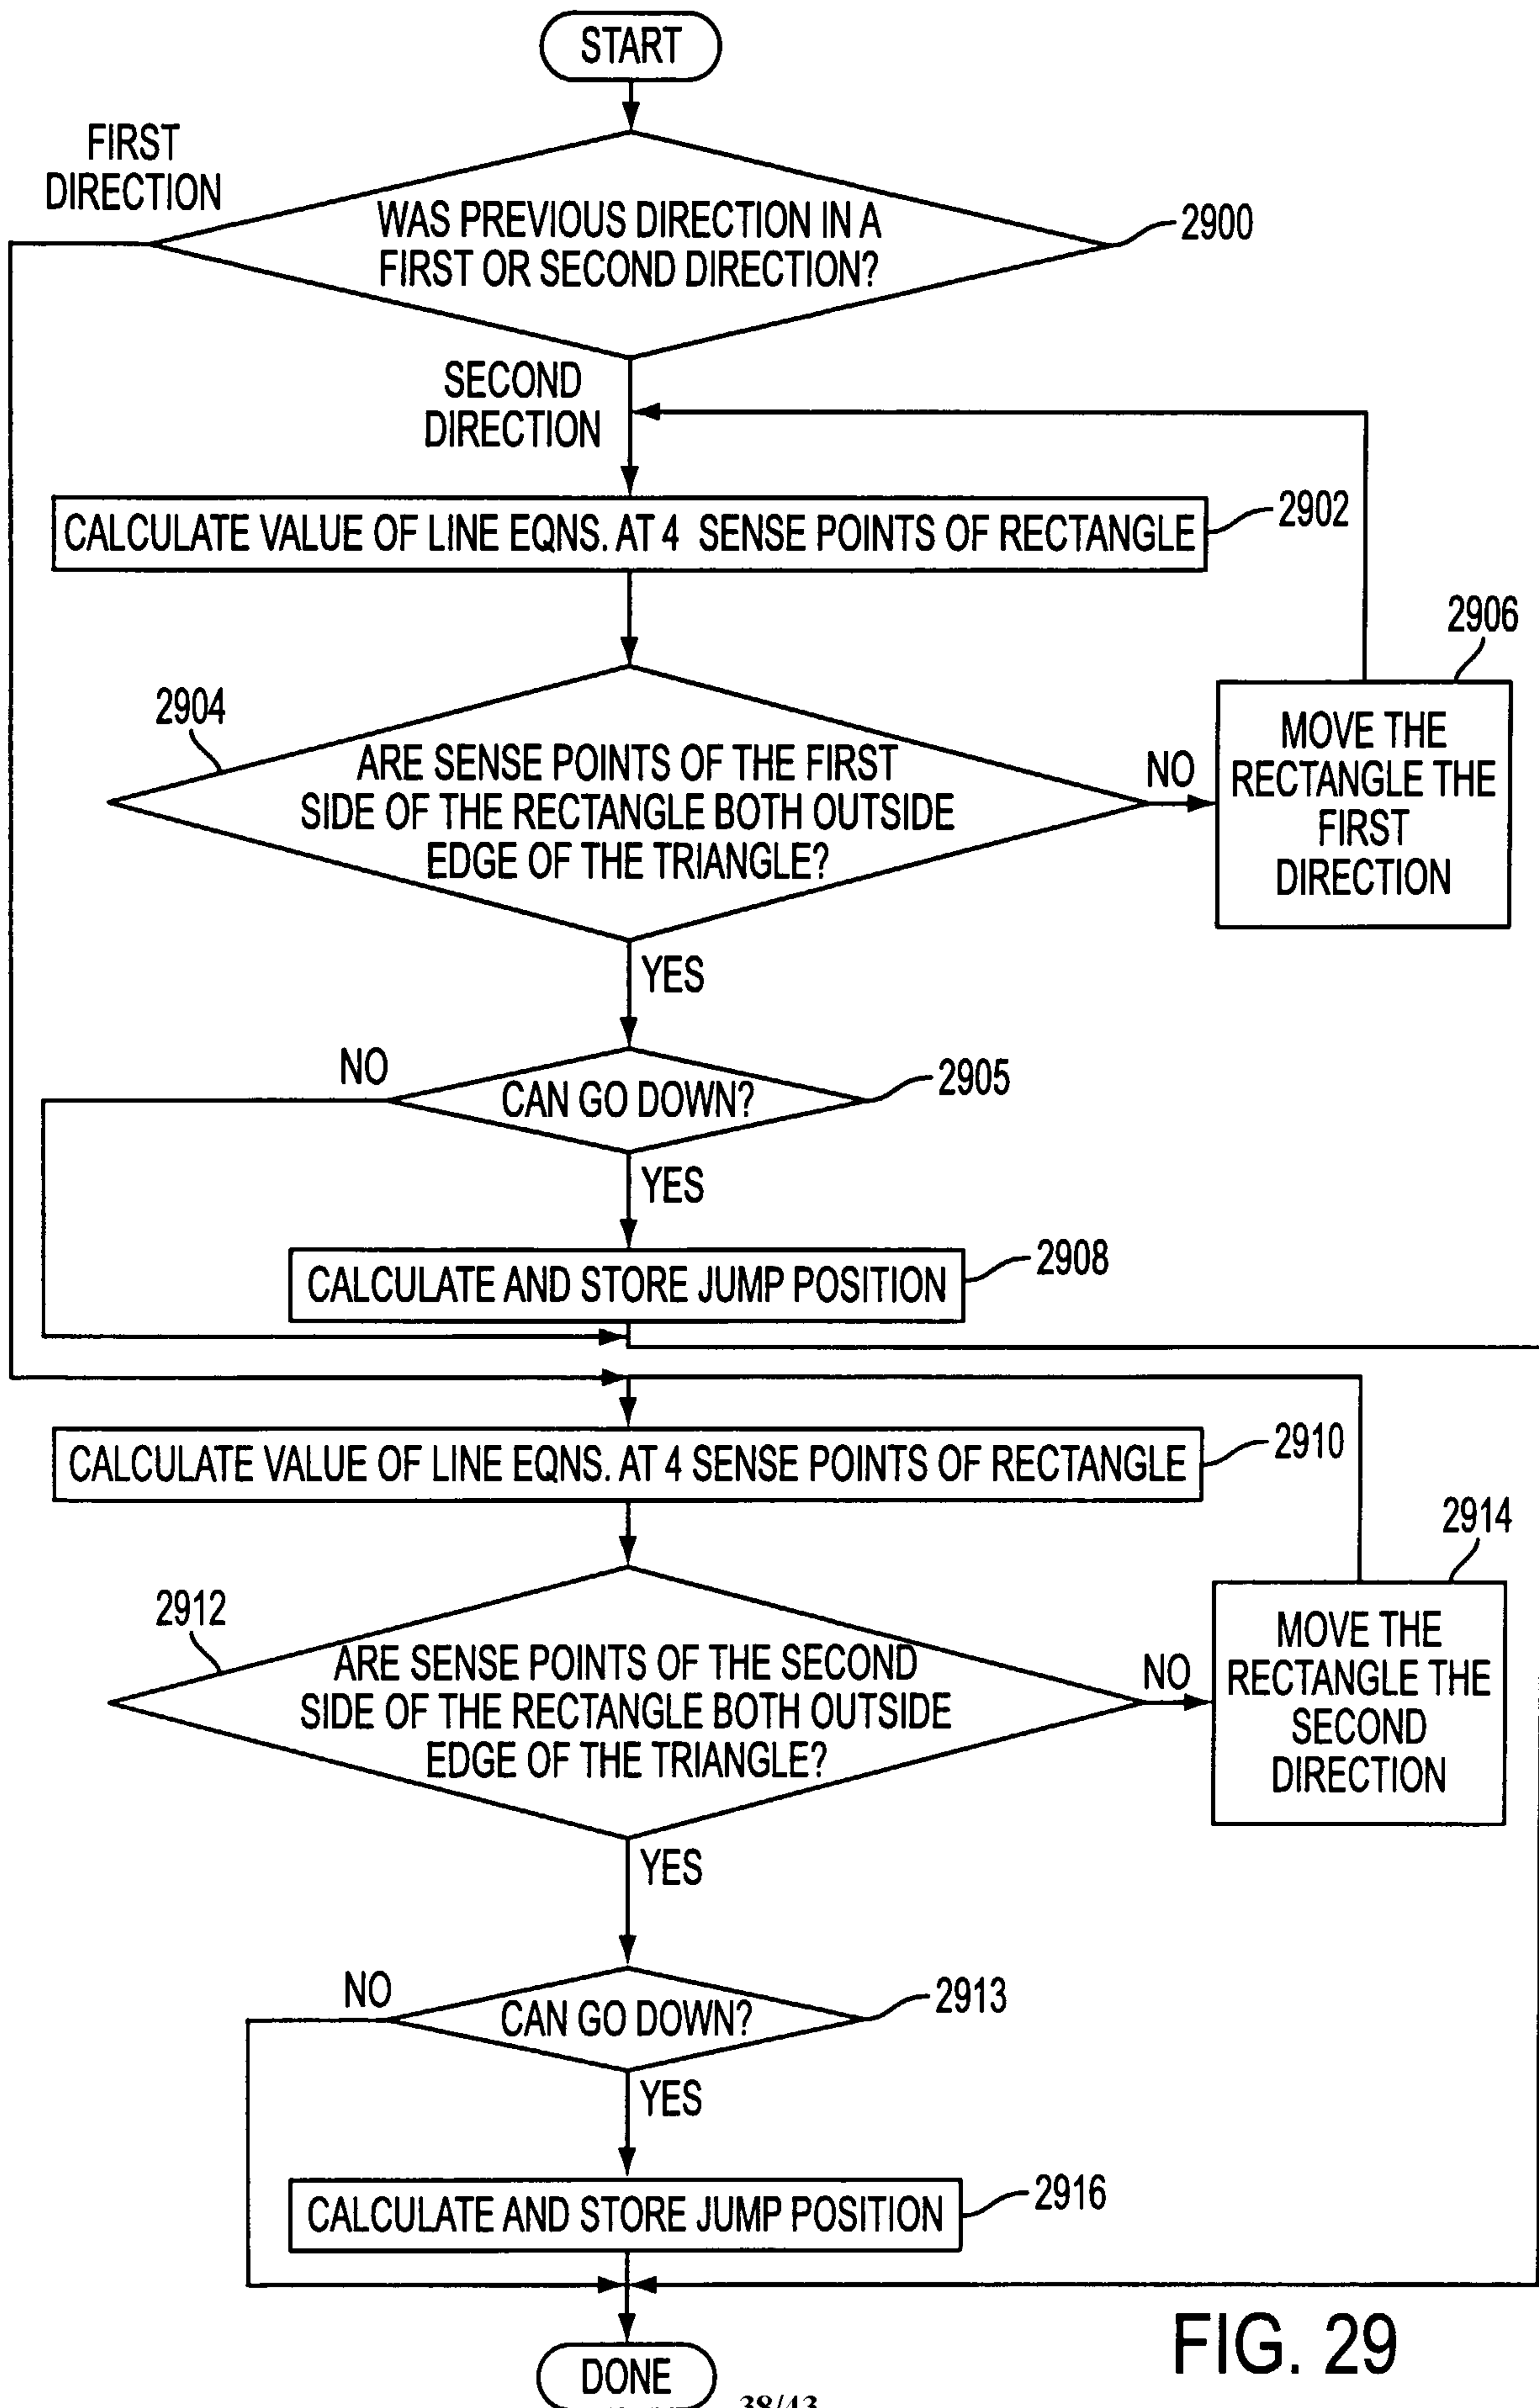 START
FIRST
DIRECTION
WAS PREVIOUS DIRECTION IN A
FIRST OR SECOND DIRECTION?
2900
SECOND
DIRECTION
CALCULATE VALUE OF LINE EQNS. AT 4 SENSE POINTS OF RECTANGLE
2902
2906
2904
ARE SENSE POINTS OF THE FIRST
SIDE OF THE RECTANGLE BOTH OUTSIDE
EDGE OF THE TRIANGLE?
NO
MOVE THE
RECTANGLE THE
FIRST
DIRECTION
YES
NO
CAN GO DOWN?
2905
YES
CALCULATE AND STORE JUMP POSITION
2908
CALCULATE VALUE OF LINE EQNS. AT 4 SENSE POINTS OF RECTANGLE
2910
2914
2912
ARE SENSE POINTS OF THE SECOND
SIDE OF THE RECTANGLE BOTH OUTSIDE
EDGE OF THE TRIANGLE?
NO
MOVE THE
RECTANGLE THE
SECOND
DIRECTION
YES
NO
CAN GO DOWN?
2913
YES
CALCULATE AND STORE JUMP POSITION
2916
DONE
FIG. 29
38/43